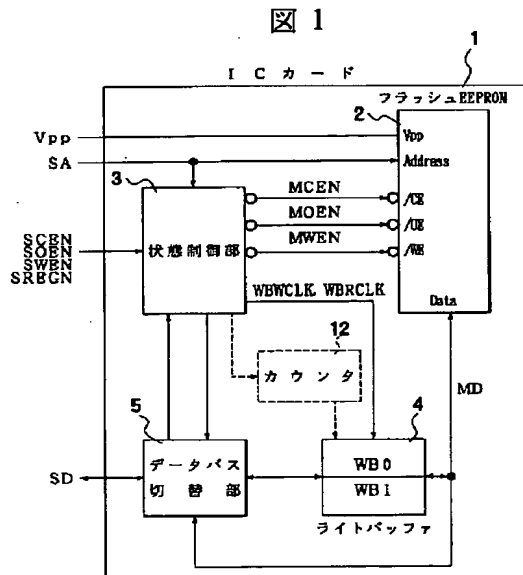 図 1
1
ICカード
フラッシュEEPROM
2
Vpp
Vpp
SA
Address
3
MCEN
/CE
MOEN
/OE
SCEN
SOEN
SWEN
SREGN
状態制御部
MWEN
/WE
WBWCLK WBRCLK
Data
12
カウンタ
MD
5
4
SD
データバス
切替部
WB0
WB1
ライトバッファ